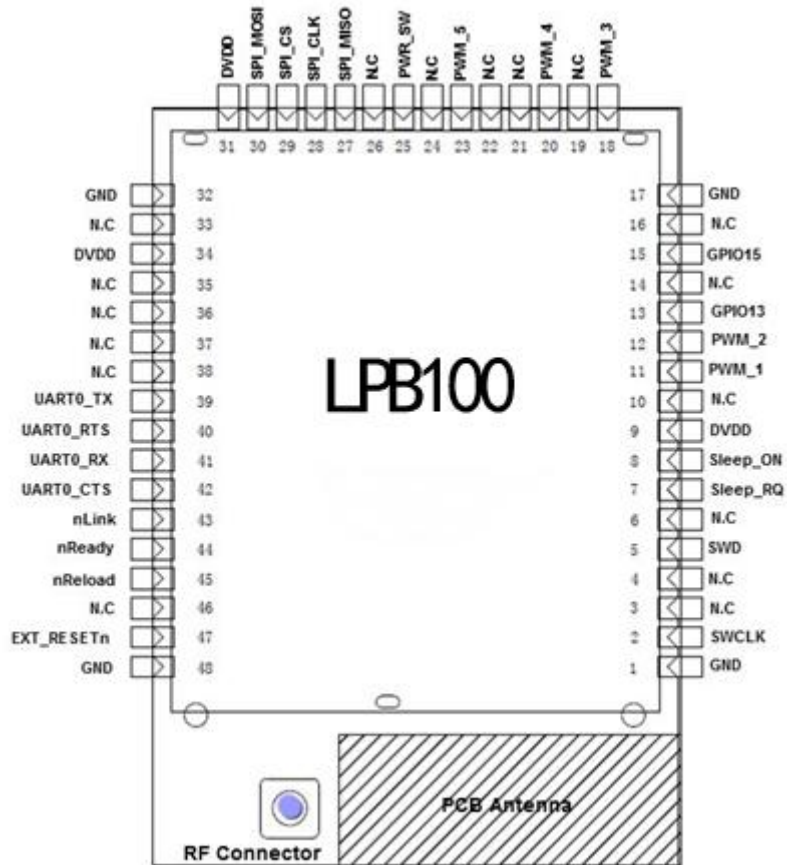 DVDD
SPI_MOSI
SPI_CS
SPI_CLK
SPI_MISO
N.C
PWR_SW
N.C
PWM_5
N.C
N.C
PWM_4
N.C
PWM_3
31 30 29 28 27 26 25 24 23 22 21 20 19 18
GND 32 17 GND
N.C 33 16 N.C
DVDD 34 15 GPIO15
N.C 35 14 N.C
N.C 36 13 GPIO13
N.C 37 12 PWM_2
N.C 38 11 PWM_1
LPB100
UART0_TX 39 10 N.C
UART0_RTS 40 9 DVDD
UART0_RX 41 8 Sleep_ON
UART0_CTS 42 7 Sleep_RQ
nLink 43 6 N.C
nReady 44 5 SWD
nReload 45 4 N.C
N.C 46 3 N.C
EXT_RESETn 47 2 SWCLK
GND 48 1 GND
PCB Antenna
RF Connector